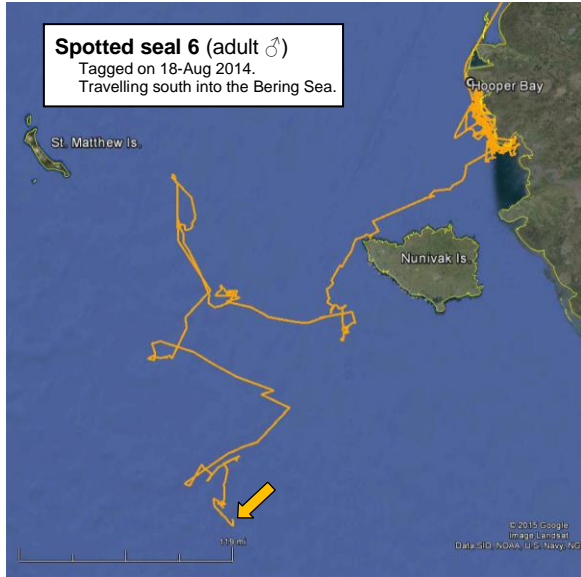 Spotted seal 6 (adult ♂)
Tagged on 18-Aug 2014.
Travelling south into the Bering Sea.
Hooper Bay
St. Matthew Is.
Nunivak Is.
119 mi
© 2015 Google
Image Landsat
Data SIO, NOAA, U.S. Navy, NG